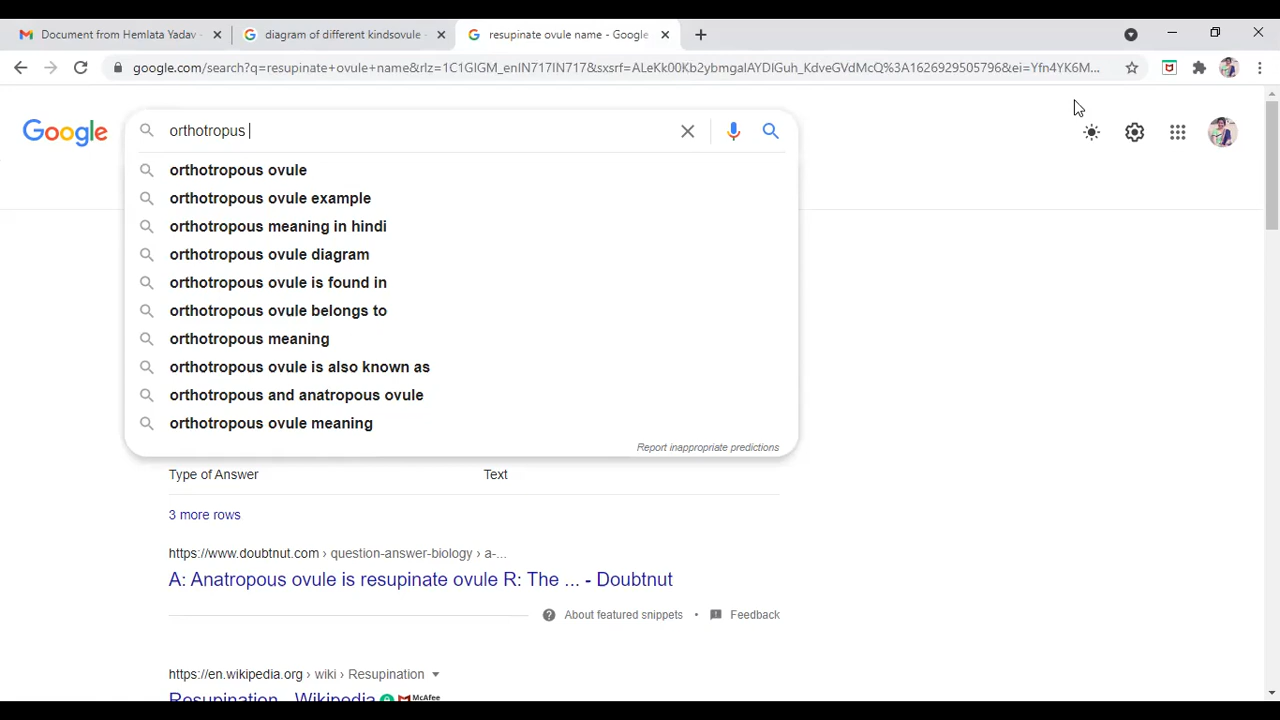 Document from Hemlata Yadav -
diagram of different kindsovule -
resupinate ovule name - Google
google.com/search?q=resupinate+ovule+name&rlz=1C1GIGM_enIN717IN717&sxsrf=ALeKk00Kb2ybmgalAYDIGuh_KdveGVdMcQ%3A1626929505796&ei=Yfn4YK6M...
Google
orthotropus
orthotropous ovule
orthotropous ovule example
orthotropous meaning in hindi
orthotropous ovule diagram
orthotropous ovule is found in
orthotropous ovule belongs to
orthotropous meaning
orthotropous ovule is also known as
orthotropous and anatropous ovule
orthotropous ovule meaning
Report inappropriate predictions
Type of Answer Text
3 more rows
https://www.doubtnut.com › question-answer-biology › a-...
A: Anatropous ovule is resupinate ovule R: The ... - Doubtnut
About featured snippets • Feedback
https://en.wikipedia.org › wiki › Resupination
Resupination - Wikipedia McAfee